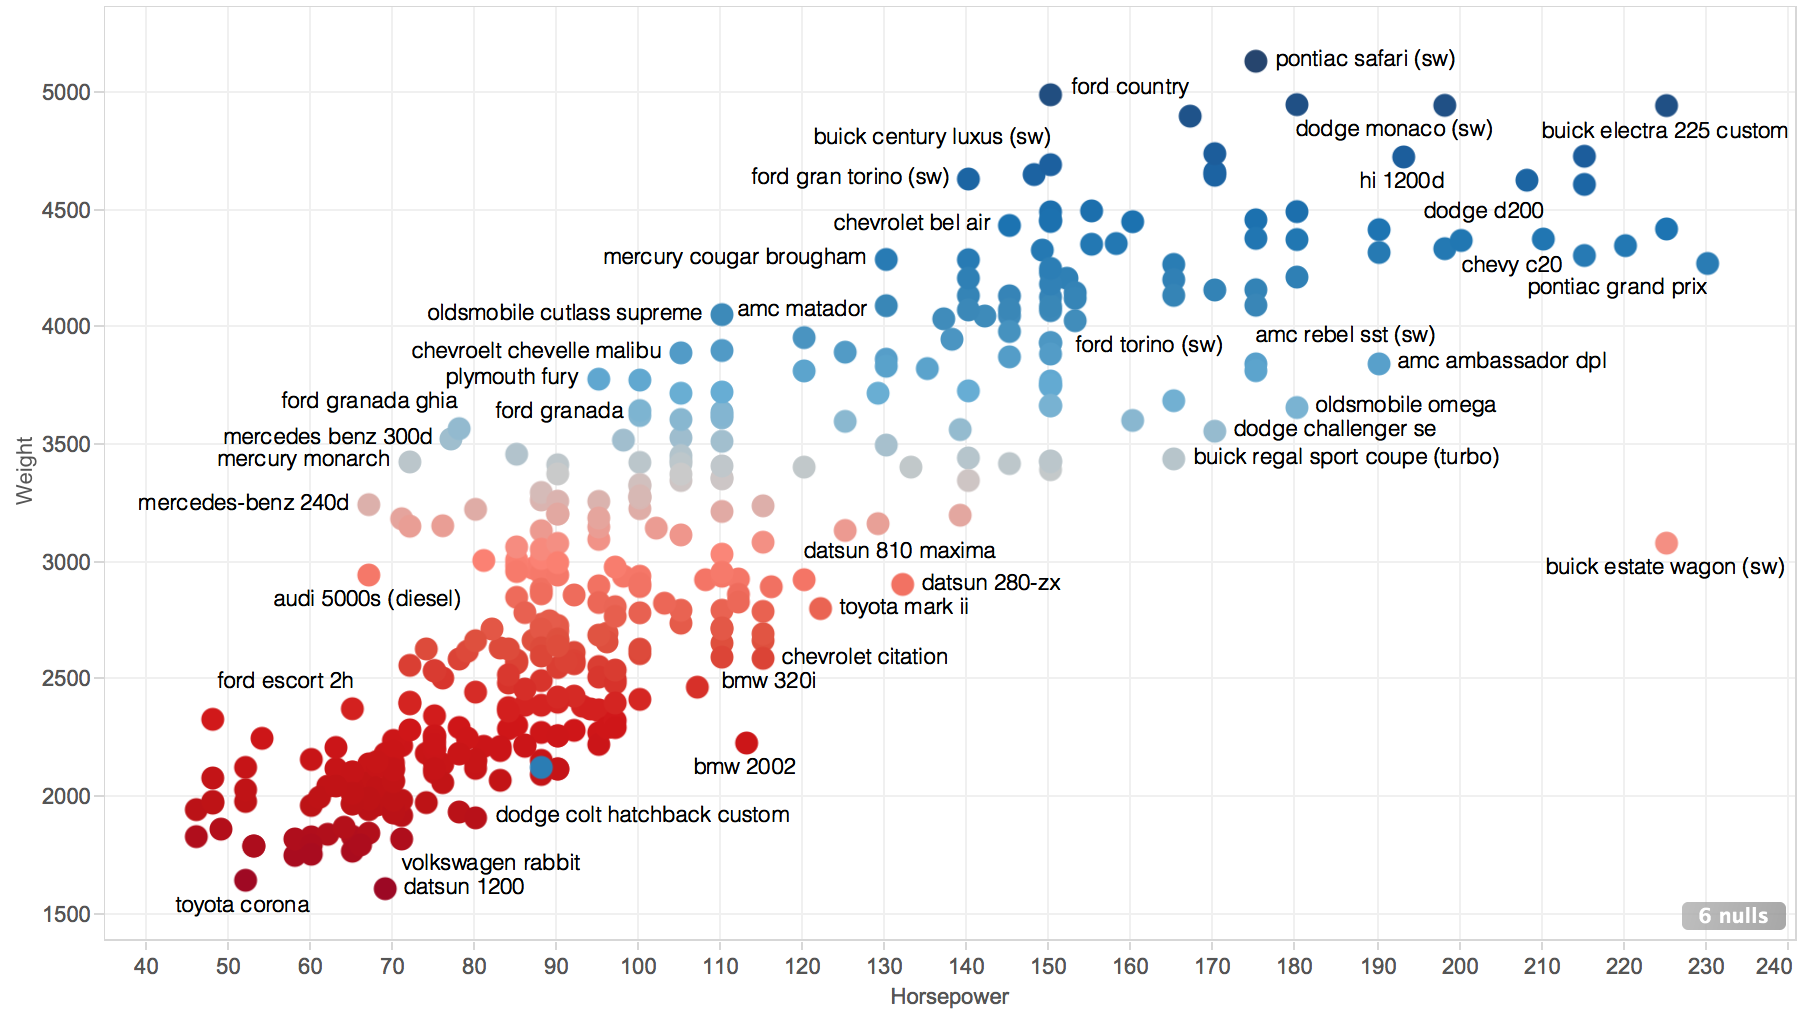 pontiac safari (sw)
ford country
5000
dodge monaco (sw)
buick electra 225 custom
buick century luxus (sw)
ford gran torino (sw)
hi 1200d
4500
dodge d200
chevrolet bel air
mercury cougar brougham
chevy c20
pontiac grand prix
oldsmobile cutlass supreme
amc matador
4000
amc rebel sst (sw)
ford torino (sw)
chevroelt chevelle malibu
amc ambassador dpl
plymouth fury
ford granada ghia
ford granada
oldsmobile omega
dodge challenger se
mercedes benz 300d
3500
mercury monarch
buick regal sport coupe (turbo)
Weight
mercedes-benz 240d
datsun 810 maxima
3000
buick estate wagon (sw)
datsun 280-zx
audi 5000s (diesel)
toyota mark ii
chevrolet citation
2500
ford escort 2h
bmw 320i
bmw 2002
2000
dodge colt hatchback custom
volkswagen rabbit
datsun 1200
toyota corona
1500
6 nulls
40 50 60 70 80 90 100 110 120 130 140 150 160 170 180 190 200 210 220 230 240
Horsepower